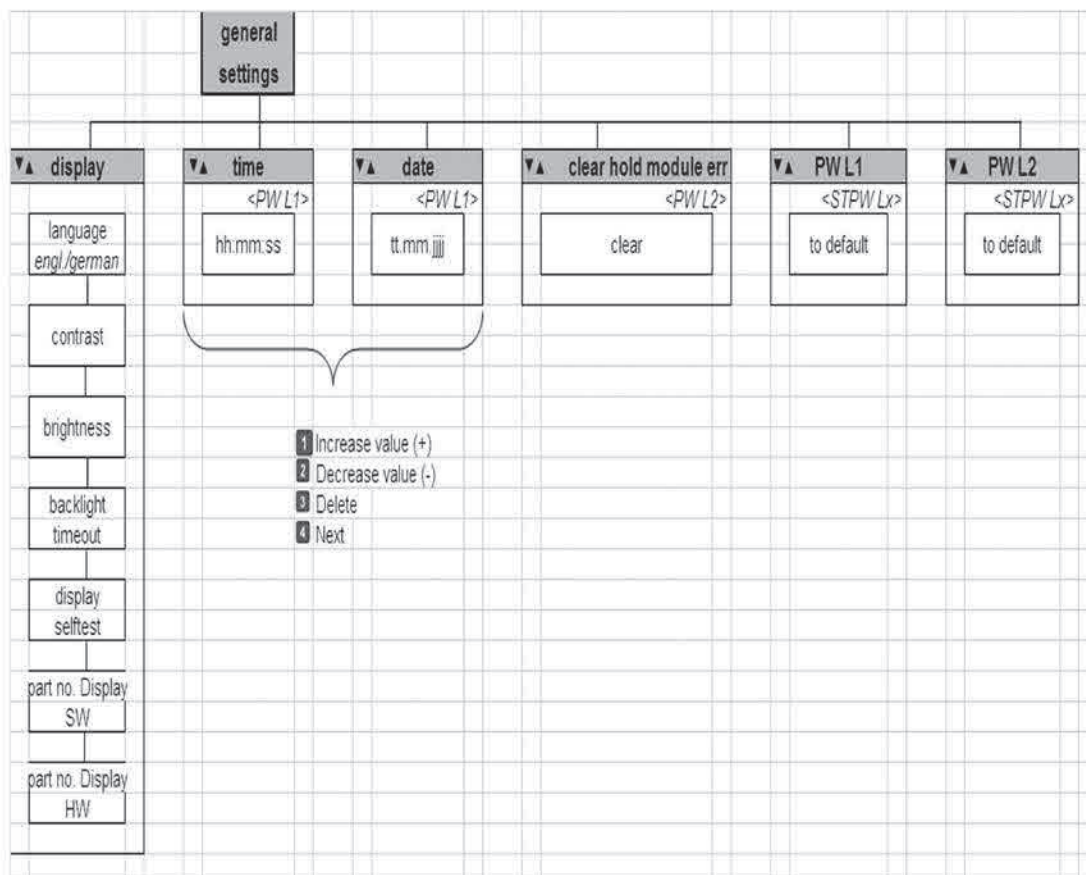 general
settings
▼▲ display
▼▲ time
▼▲ date
▼▲ clear hold module err
▼▲ PW L1
▼▲ PW L2
<PW L1>
<PW L1>
<PW L2>
<STPW Lx>
<STPW Lx>
language
engl./german
hh:mm:ss
tt.mm.jjjj
clear
to default
to default
contrast
brightness
1 Increase value (+)
2 Decrease value (-)
3 Delete
4 Next
backlight
timeout
display
selftest
part no. Display
SW
part no. Display
HW